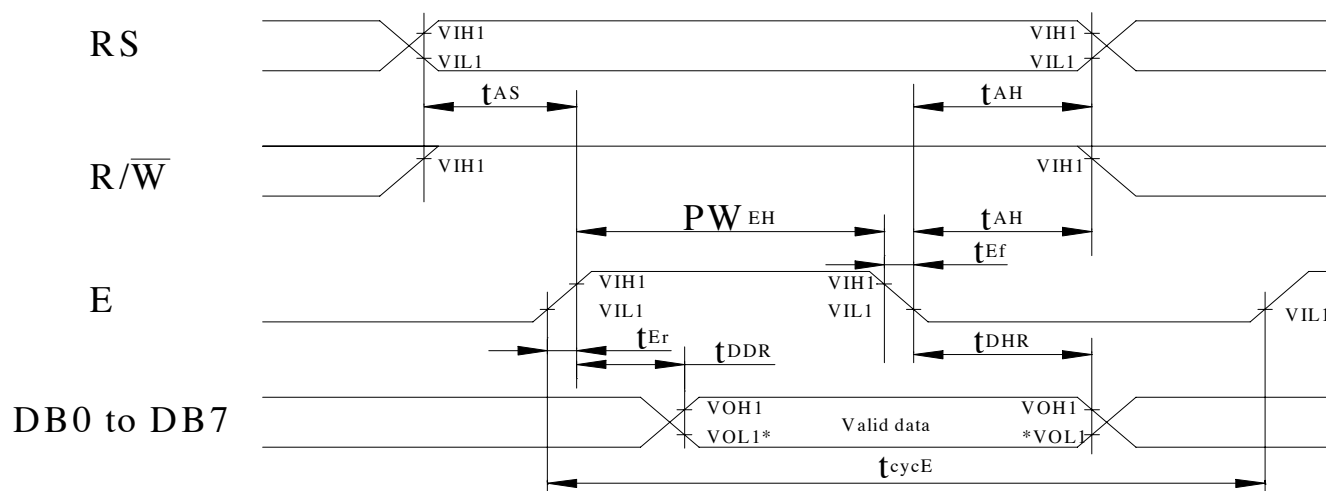 RS
VIH1
VIL1
VIH1
VIL1
tAS
tAH
R/W̅
VIH1
VIH1
PWEH
tAH
tEf
E
VIH1
VIL1
VIH1
VIL1
VIL1
tEr
tDDR
tDHR
DB0 to DB7
VOH1
VOL1*
Valid data
VOH1
*VOL1
tcycE